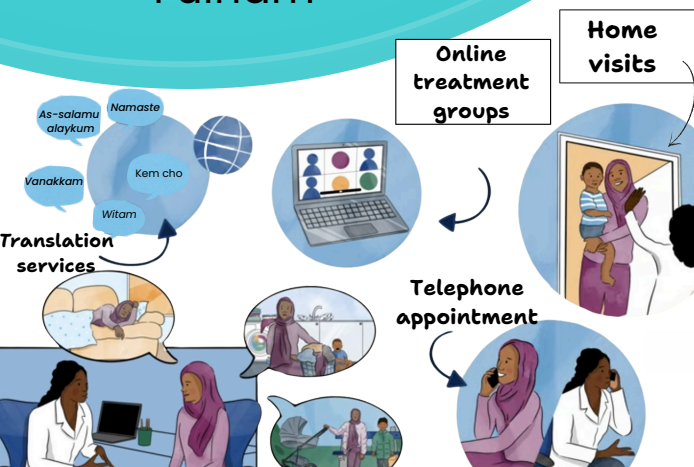 Home
visits
Online
treatment
groups
As-salamu
alaykum
Namaste
Vanakkam
Kem cho
Witam
Translation
services
Telephone
appointment